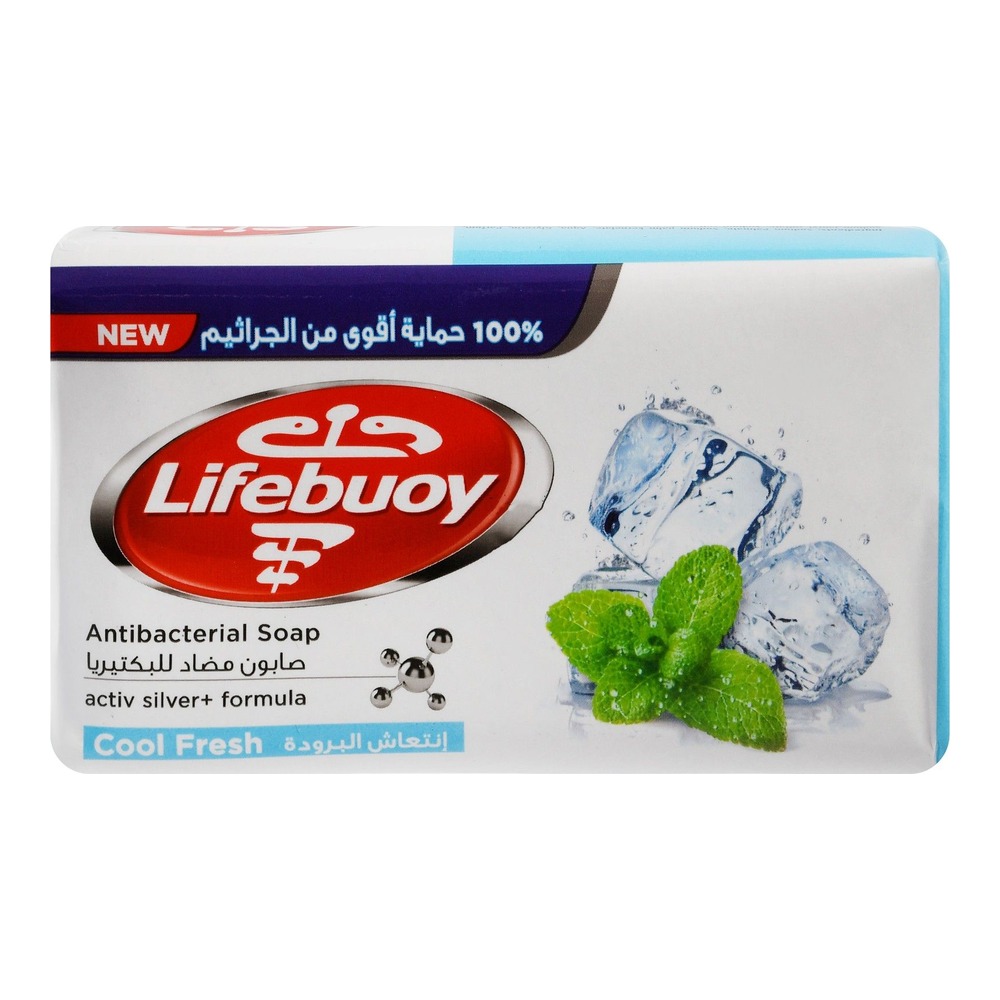 NEW 100% حماية أقوى من الجراثيم
Lifebuoy
Antibacterial Soap
صابون مضاد للبكتيريا
activ silver+ formula
Cool Fresh إنتعاش البرودة